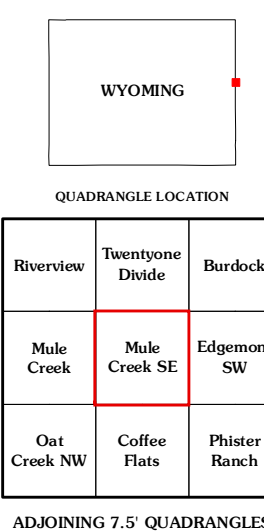 WYOMING
QUADRANGLE LOCATION
Riverview
Twentyone
Divide
Burdock
Mule
Creek
Mule
Creek SE
Edgemon
SW
Oat
Creek NW
Coffee
Flats
Phister
Ranch
ADJOINING 7.5' QUADRANGLES